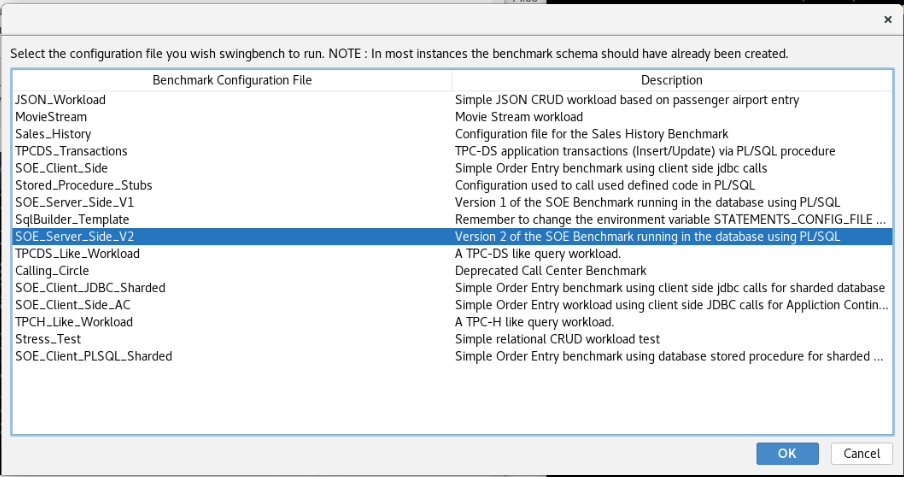 Select the configuration file you wish swingbench to run. NOTE : In most instances the benchmark schema should have already been created.
Benchmark Configuration File Description
JSON_Workload Simple JSON CRUD workload based on passenger airport entry
MovieStream Movie Stream workload
Sales_History Configuration file for the Sales History Benchmark
TPCDS_Transactions TPC-DS application transactions (Insert/Update) via PL/SQL procedure
SOE_Client_Side Simple Order Entry benchmark using client side jdbc calls
Stored_Procedure_Stubs Configuration used to call used defined code in PL/SQL
SOE_Server_Side_V1 Version 1 of the SOE Benchmark running in the database using PL/SQL
SqlBuilder_Template Remember to change the environment variable STATEMENTS_CONFIG_FILE ...
SOE_Server_Side_V2 Version 2 of the SOE Benchmark running in the database using PL/SQL
TPCDS_Like_Workload A TPC-DS like query workload.
Calling_Circle Deprecated Call Center Benchmark
SOE_Client_JDBC_Sharded Simple Order Entry benchmark using client side jdbc calls for sharded database
SOE_Client_Side_AC Simple Order Entry workload using client side JDBC calls for Appliction Contin...
TPCH_Like_Workload A TPC-H like query workload.
Stress_Test Simple relational CRUD workload test
SOE_Client_PLSQL_Sharded Simple Order Entry benchmark using database stored procedure for sharded ...
OK Cancel